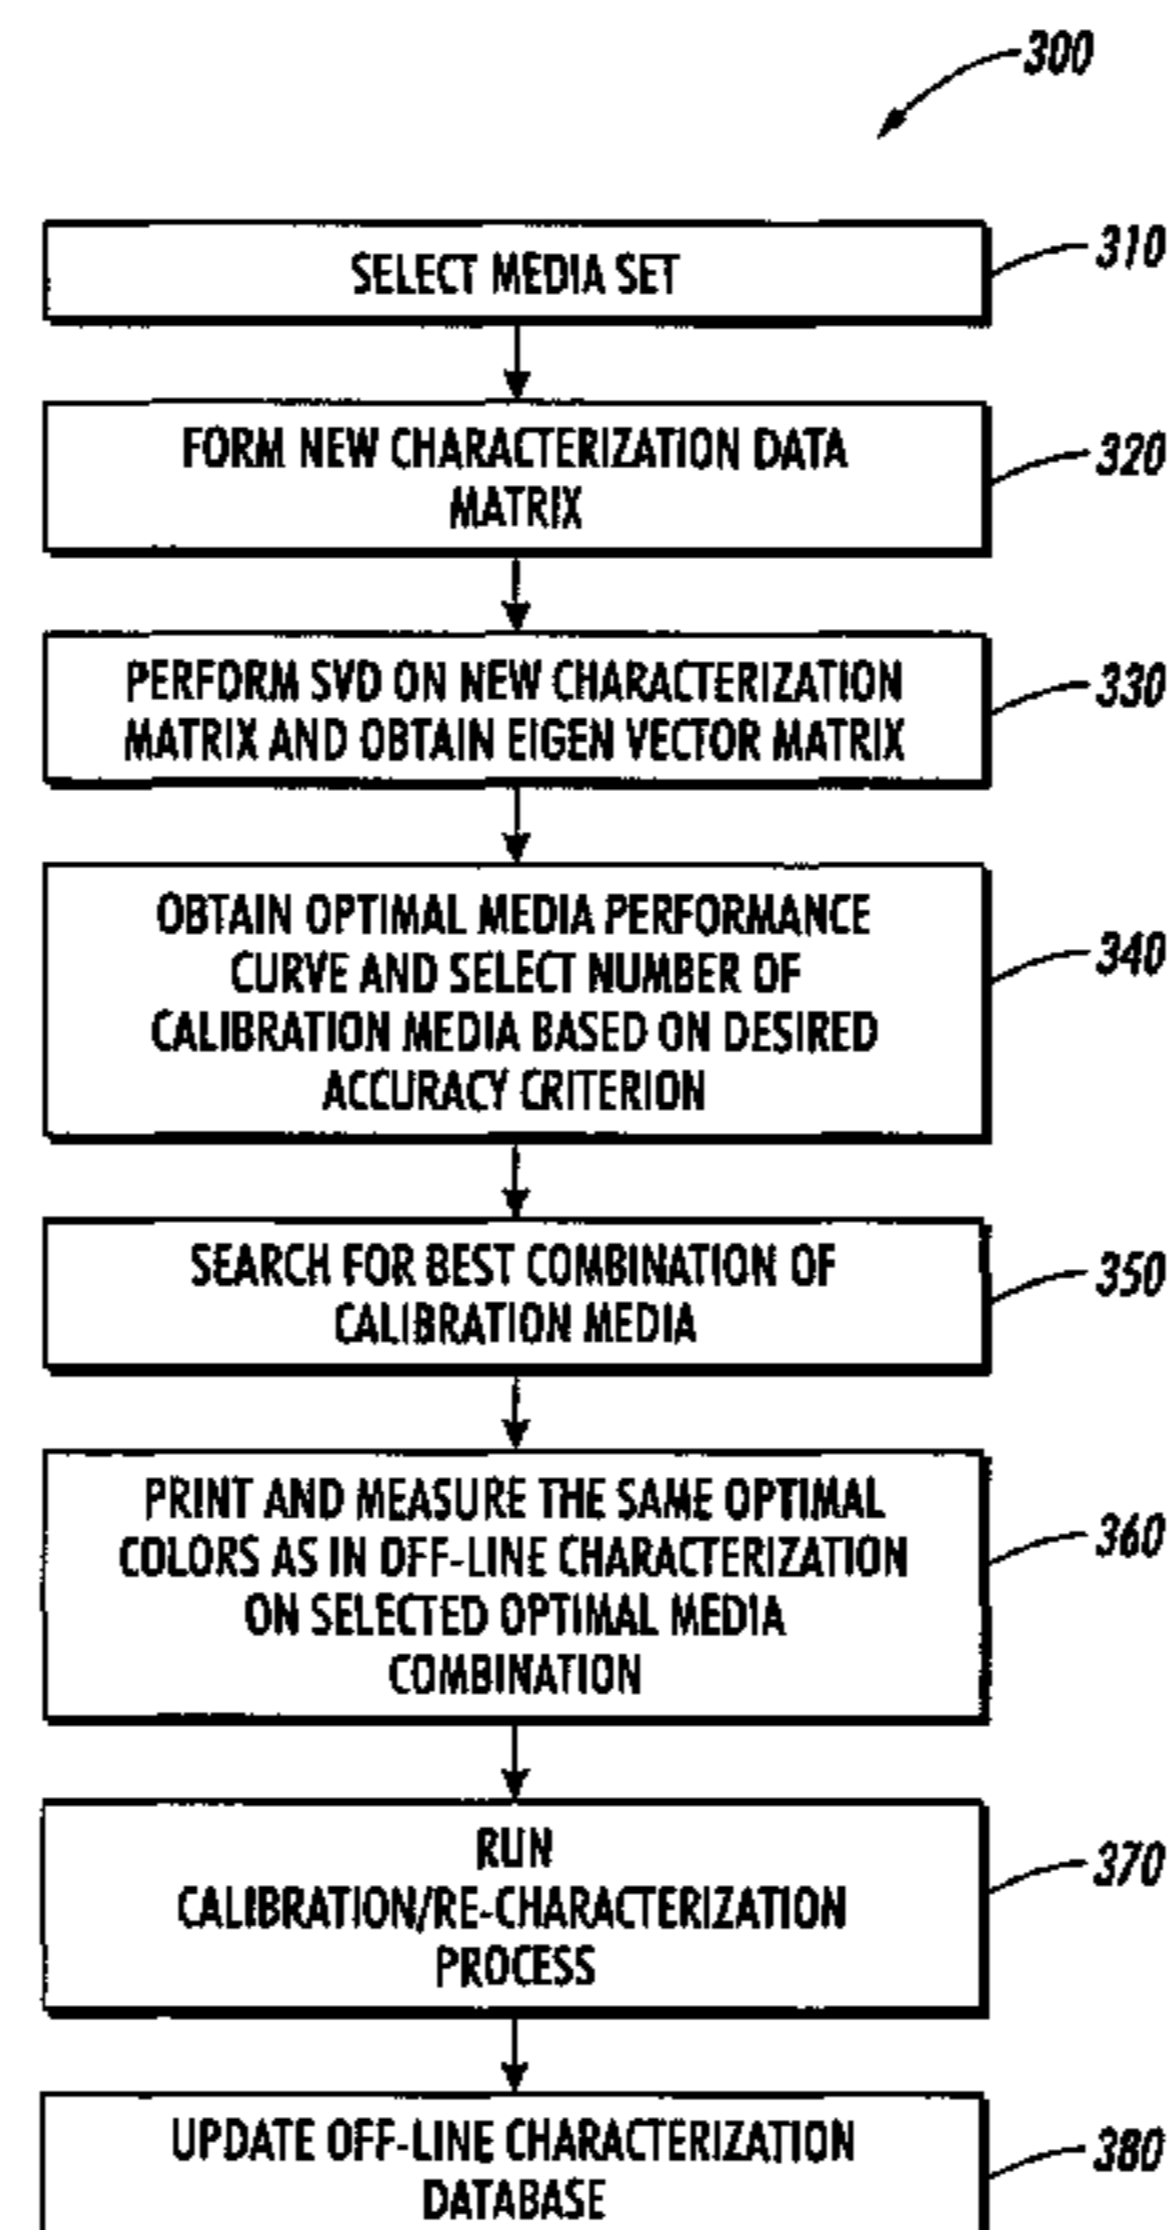 300
SELECT MEDIA SET
310
FORM NEW CHARACTERIZATION DATA
MATRIX
320
PERFORM SVD ON NEW CHARACTERIZATION
MATRIX AND OBTAIN EIGEN VECTOR MATRIX
330
OBTAIN OPTIMAL MEDIA PERFORMANCE
CURVE AND SELECT NUMBER OF
CALIBRATION MEDIA BASED ON DESIRED
ACCURACY CRITERION
340
SEARCH FOR BEST COMBINATION OF
CALIBRATION MEDIA
350
PRINT AND MEASURE THE SAME OPTIMAL
COLORS AS IN OFF-LINE CHARACTERIZATION
ON SELECTED OPTIMAL MEDIA
COMBINATION
360
RUN
CALIBRATION/RE-CHARACTERIZATION
PROCESS
370
UPDATE OFF-LINE CHARACTERIZATION
DATABASE
380